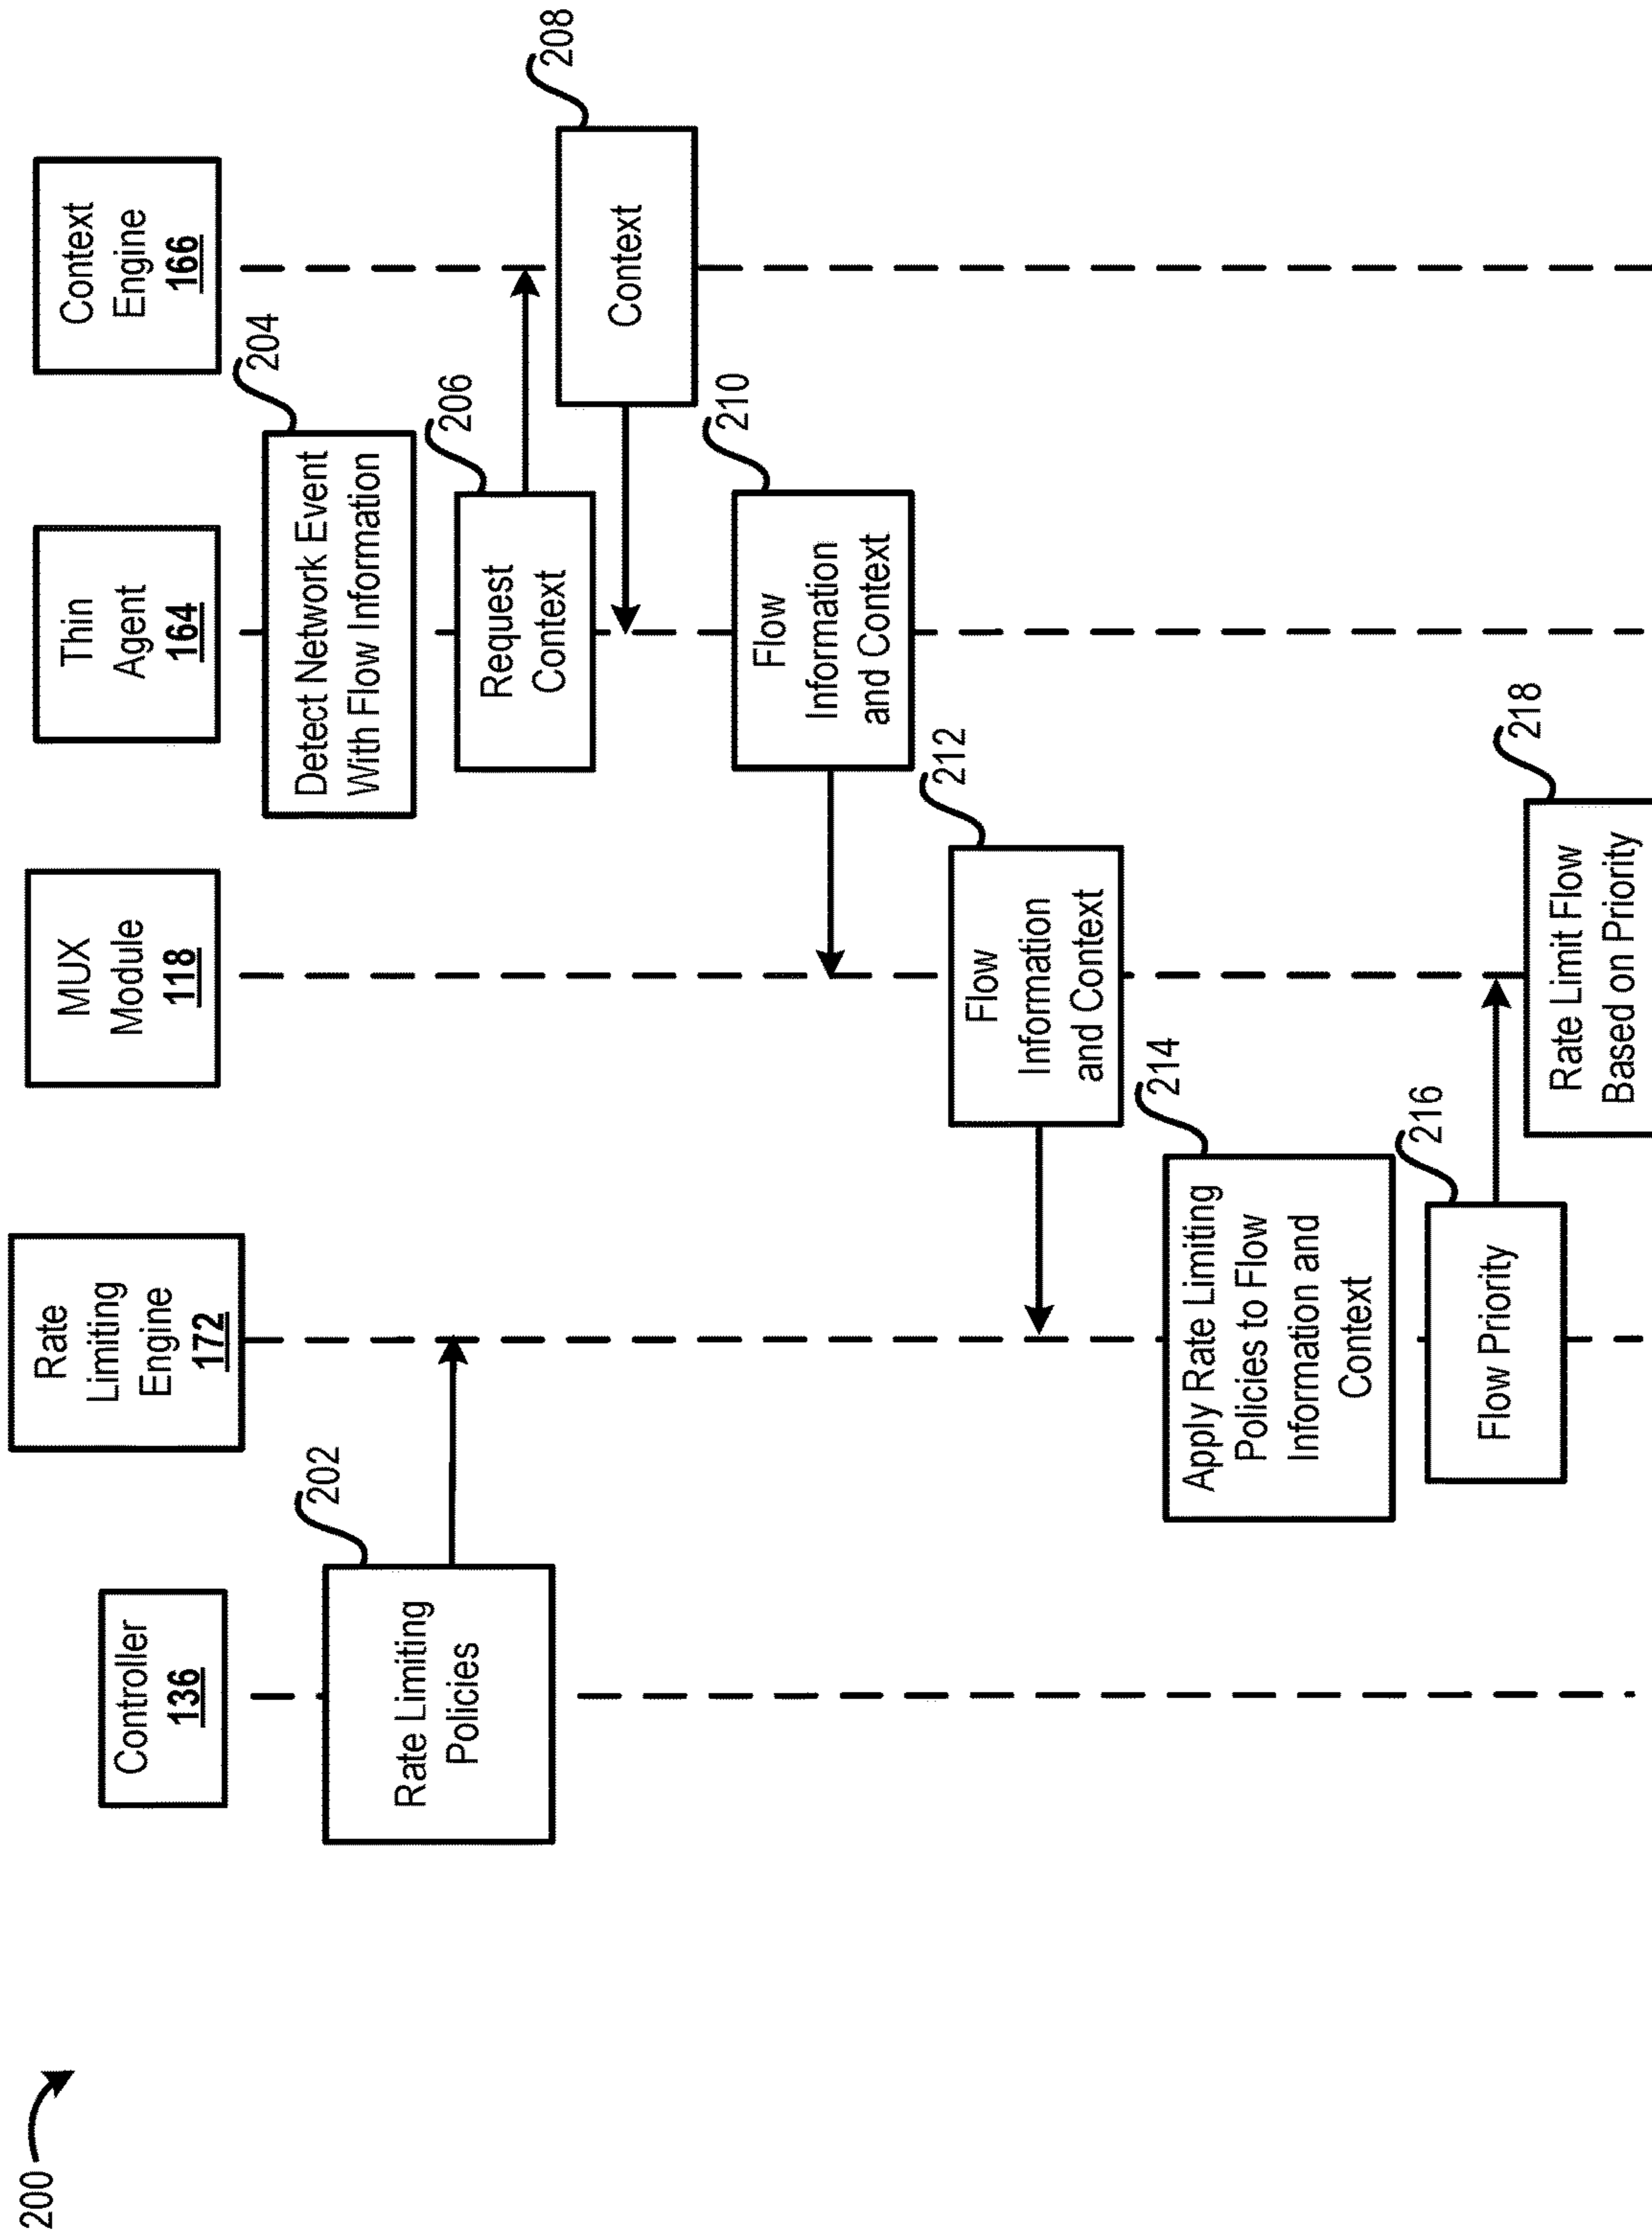 200
Controller
136
Rate
Limiting
Engine
172
MUX
Module
118
Thin
Agent
164
Context
Engine
166
202
Rate Limiting
Policies
204
Detect Network Event
With Flow Information
206
Request
Context
208
Context
210
Flow
Information
and Context
212
Flow
Information
and Context
214
Apply Rate Limiting
Policies to Flow
Information and
Context
216
Flow Priority
218
Rate Limit Flow
Based on Priority